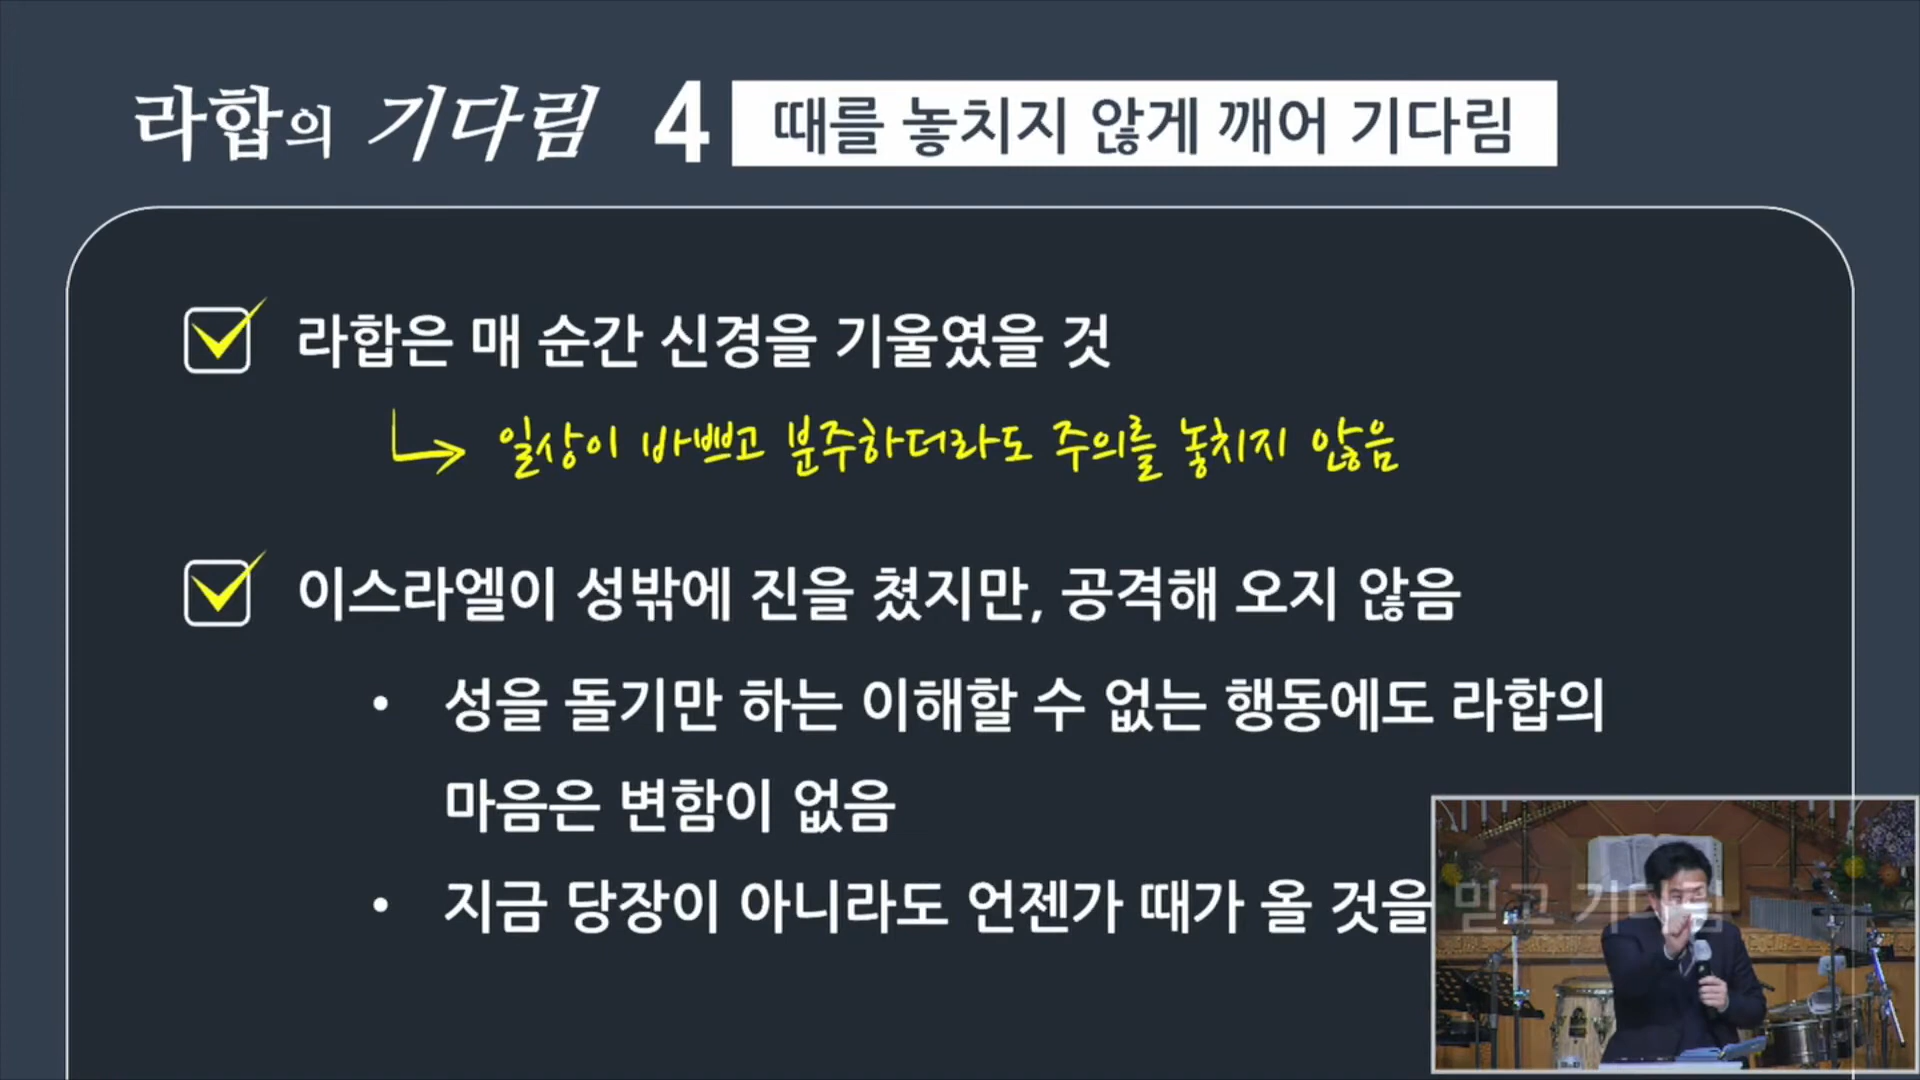 라합의 기다림 4 때를 놓치지 않게 깨어 기다림
라합은 매 순간 신경을 기울였을 것
일상이 바쁘고 분주하더라도 주의를 놓치지 않음
이스라엘이 성밖에 진을 쳤지만, 공격해 오지 않음
• 성을 돌기만 하는 이해할 수 없는 행동에도 라합의
마음은 변함이 없음
• 지금 당장이 아니라도 언젠가 때가 올 것을 믿고